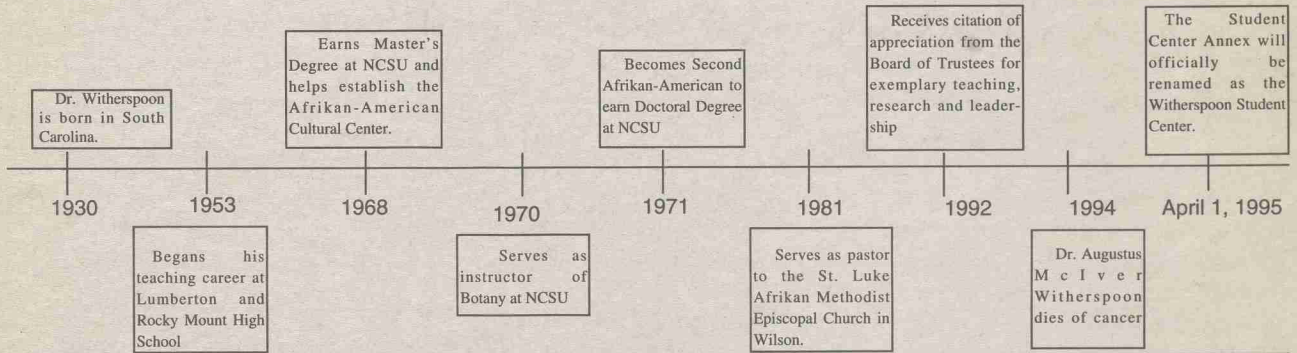 Dr. Witherspoon
is born in South
Carolina.
Earns Master's
Degree at NCSU and
helps establish the
Afrikan-American
Cultural Center.
Becomes Second
Afrikan-American to
earn Doctoral Degree
at NCSU
Receives citation of
appreciation from the
Board of Trustees for
exemplary teaching,
research and leader-
ship
The Student
Center Annex will
officially be
renamed as the
Witherspoon Student
Center.
1930 1953 1968 1970 1971 1981 1992 1994 April 1, 1995
Begans his
teaching career at
Lumberton and
Rocky Mount High
School
Serves as
instructor of
Botany at NCSU
Serves as pastor
to the St. Luke
Afrikan Methodist
Episcopal Church in
Wilson.
Dr. Augustus
McIver
Witherspoon
dies of cancer